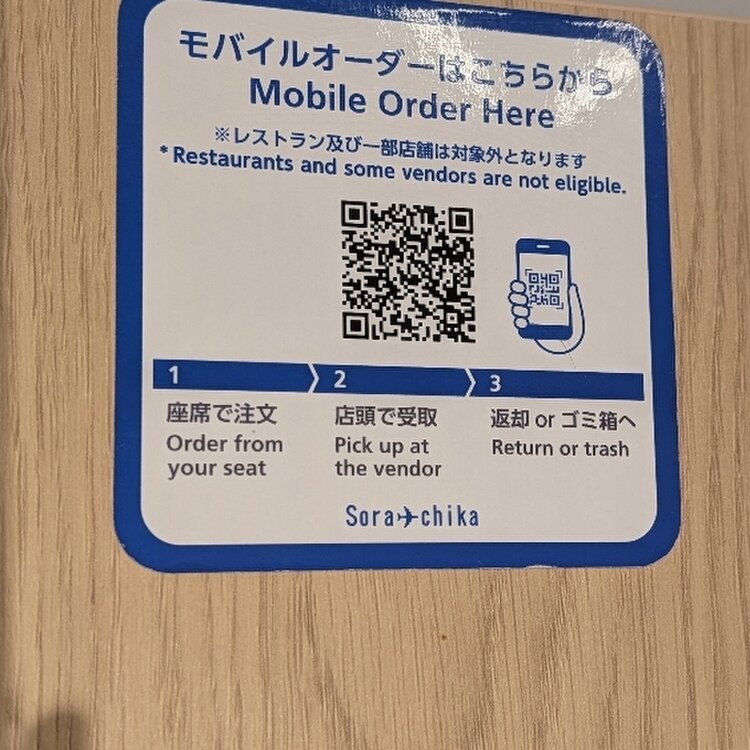 モバイルオーダーはこちらから
Mobile Order Here
※レストラン及び一部店舗は対象外となります
*Restaurants and some vendors are not eligible.
1
座席で注文
Order from
your seat
2
店頭で受取
Pick up at
the vendor
3
返却 or ゴミ箱へ
Return or trash
Sora chika